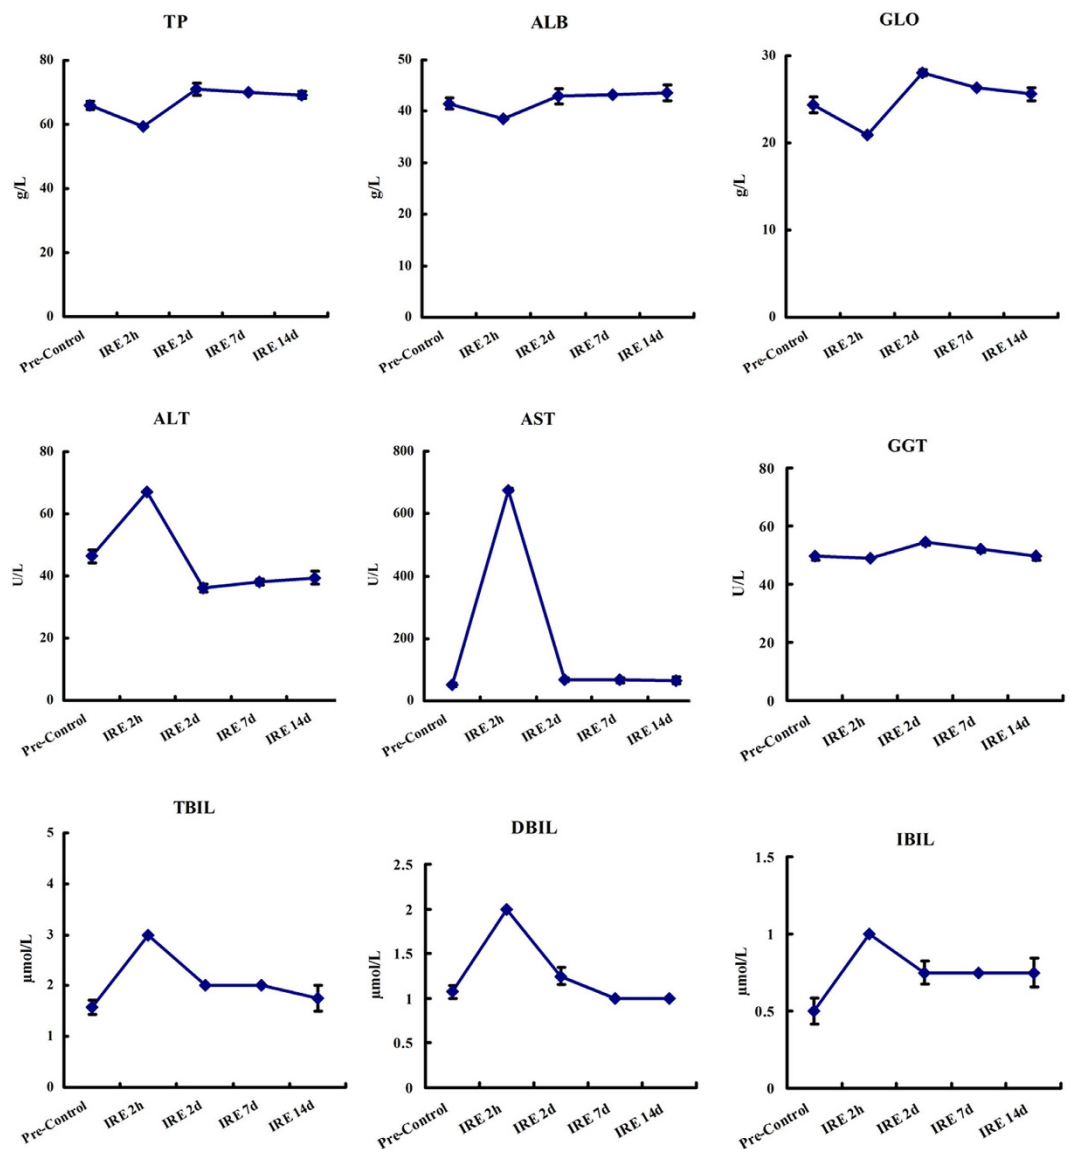 TP
80
60
40
20
0
g/L
Pre-Control
IRE 2h
IRE 2d
IRE 7d
IRE 14d
ALB
50
40
30
20
10
0
g/L
Pre-Control
IRE 2h
IRE 2d
IRE 7d
IRE 14d
GLO
30
20
10
0
g/L
Pre-Control
IRE 2h
IRE 2d
IRE 7d
IRE 14d
ALT
80
60
40
20
0
U/L
Pre-Control
IRE 2h
IRE 2d
IRE 7d
IRE 14d
AST
800
600
400
200
0
U/L
Pre-Control
IRE 2h
IRE 2d
IRE 7d
IRE 14d
GGT
80
60
40
20
0
U/L
Pre-Control
IRE 2h
IRE 2d
IRE 7d
IRE 14d
TBIL
5
4
3
2
1
0
μmol/L
Pre-Control
IRE 2h
IRE 2d
IRE 7d
IRE 14d
DBIL
2.5
2
1.5
1
0.5
0
μmol/L
Pre-Control
IRE 2h
IRE 2d
IRE 7d
IRE 14d
IBIL
1.5
1
0.5
0
μmol/L
Pre-Control
IRE 2h
IRE 2d
IRE 7d
IRE 14d